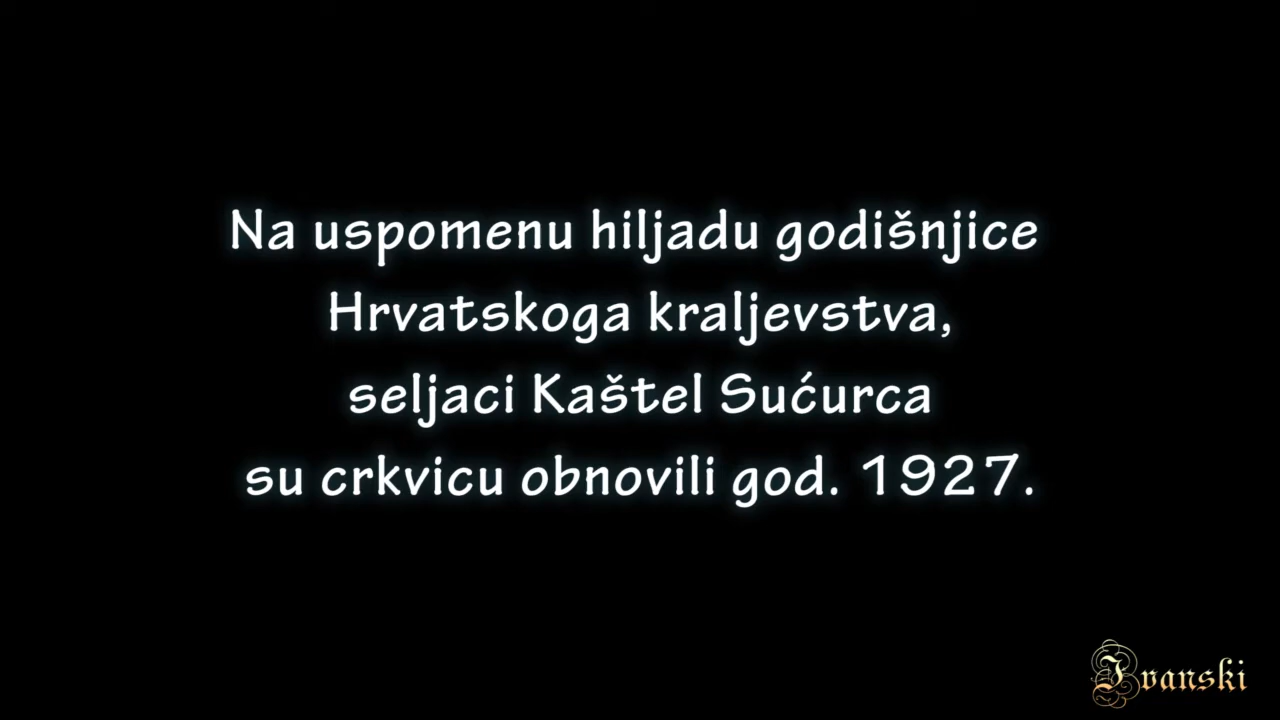 Na uspomenu hiljadu godišnjice
Hrvatskoga kraljevstva,
seljaci Kaštel Sućurca
su crkvicu obnovili god. 1927.
Ivanski